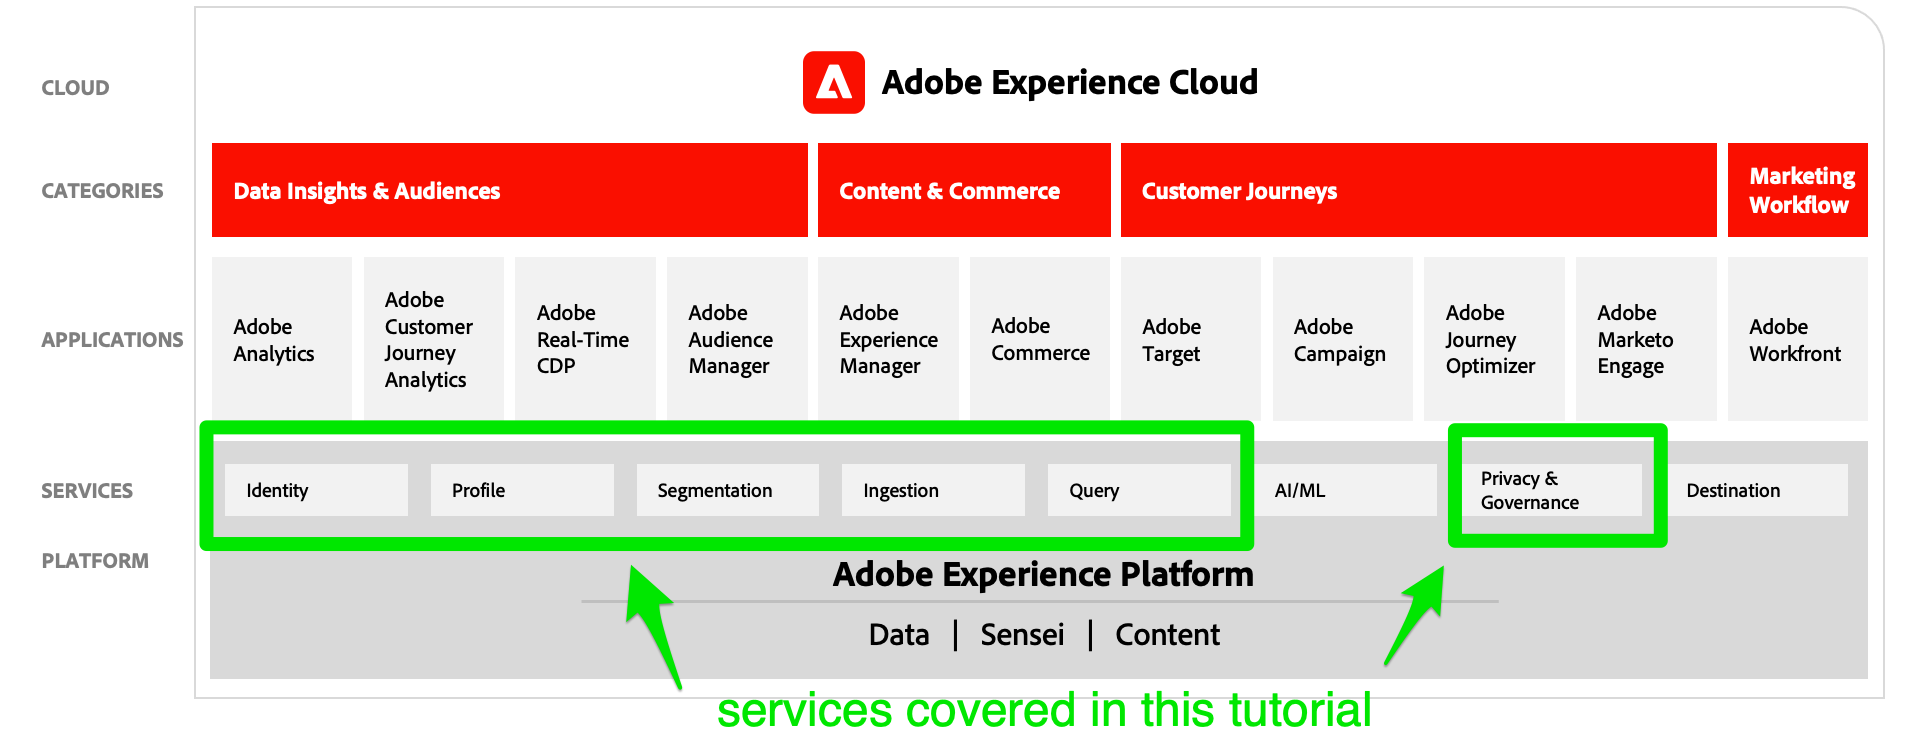 CLOUD
Adobe Experience Cloud
CATEGORIES
Data Insights & Audiences
Content & Commerce
Customer Journeys
Marketing
Workflow
APPLICATIONS
Adobe
Analytics
Adobe
Customer
Journey
Analytics
Adobe
Real-Time
CDP
Adobe
Audience
Manager
Adobe
Experience
Manager
Adobe
Commerce
Adobe
Target
Adobe
Campaign
Adobe
Journey
Optimizer
Adobe
Marketo
Engage
Adobe
Workfront
SERVICES
Identity
Profile
Segmentation
Ingestion
Query
AI/ML
Privacy &
Governance
Destination
PLATFORM
Adobe Experience Platform
Data | Sensei | Content
services covered in this tutorial